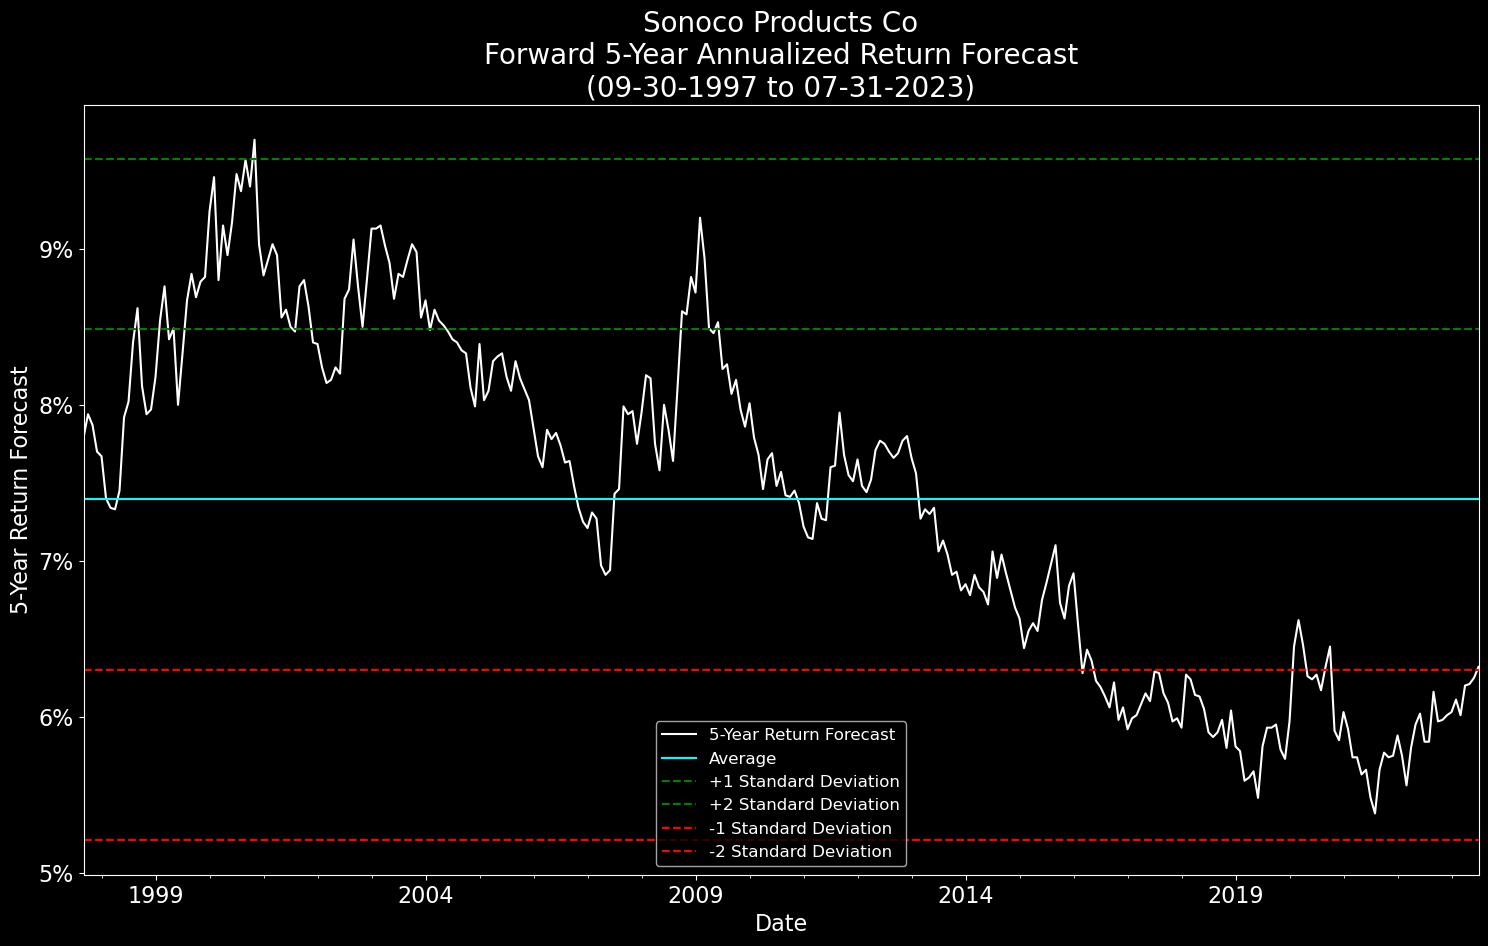 Sonoco Products Co
Forward 5-Year Annualized Return Forecast
(09-30-1997 to 07-31-2023)
5-Year Return Forecast
9%
8%
7%
6%
5%
5-Year Return Forecast
Average
+1 Standard Deviation
+2 Standard Deviation
-1 Standard Deviation
-2 Standard Deviation
1999
2004
2009
2014
2019
Date